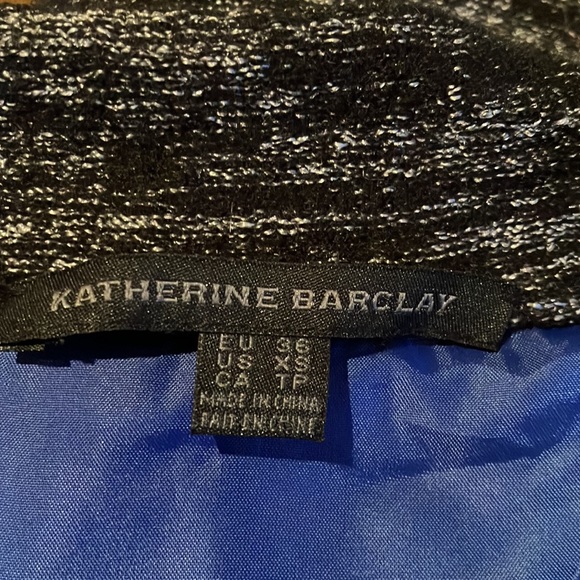 KATHERINE BARCLAY
EU 36
US XS
CA TP
MADE IN CHINA
FAIT EN CHINE